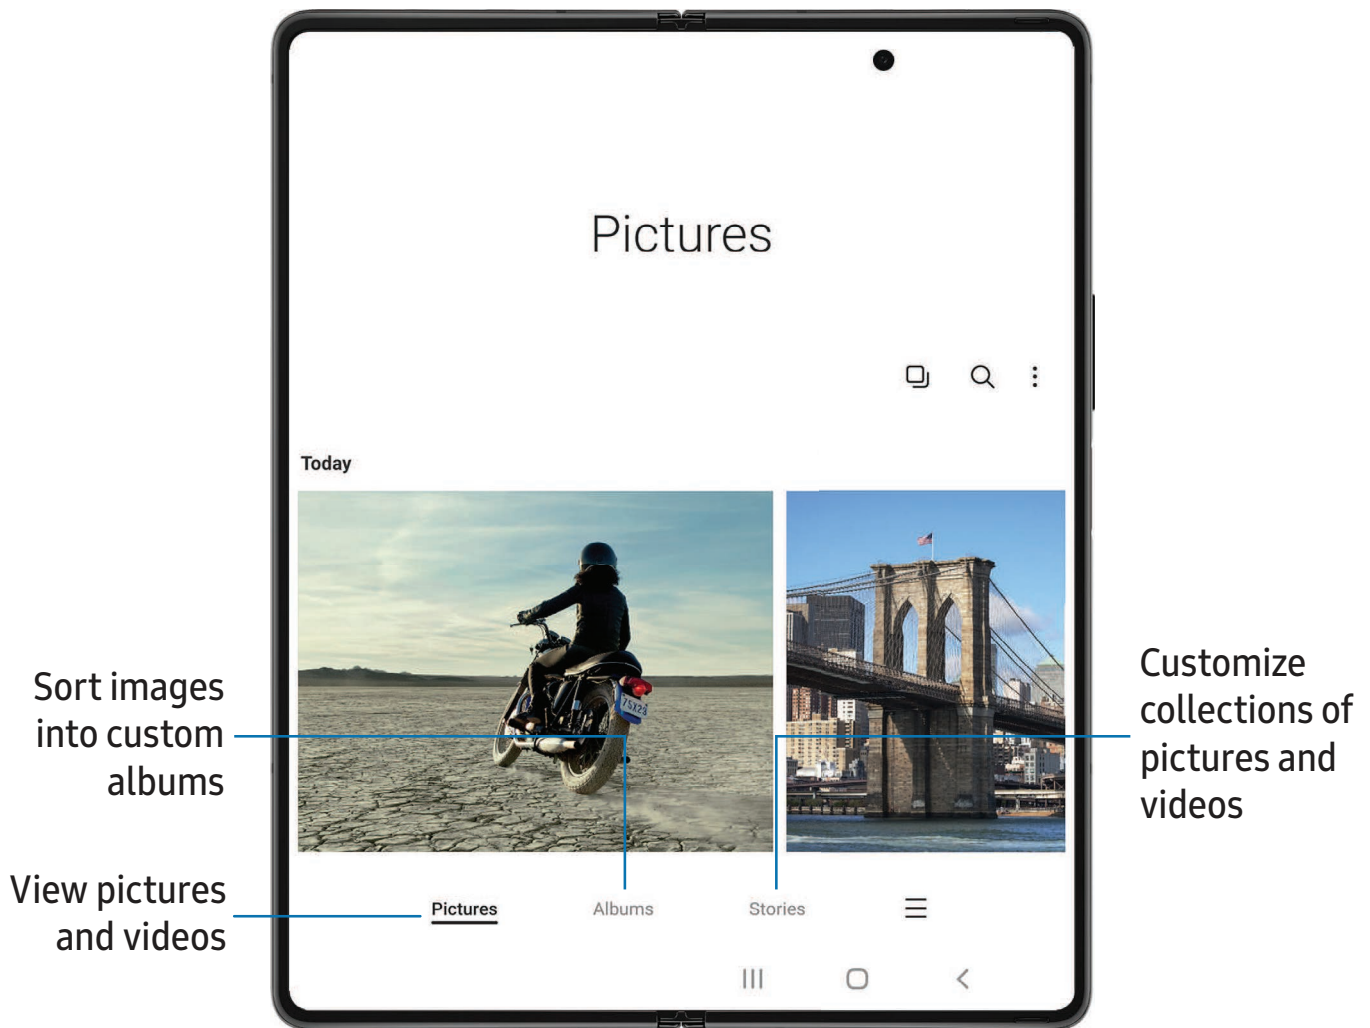 Pictures
Today
Sort images
into custom
albums
Customize
collections of
pictures and
videos
View pictures
and videos
Pictures
Albums
Stories